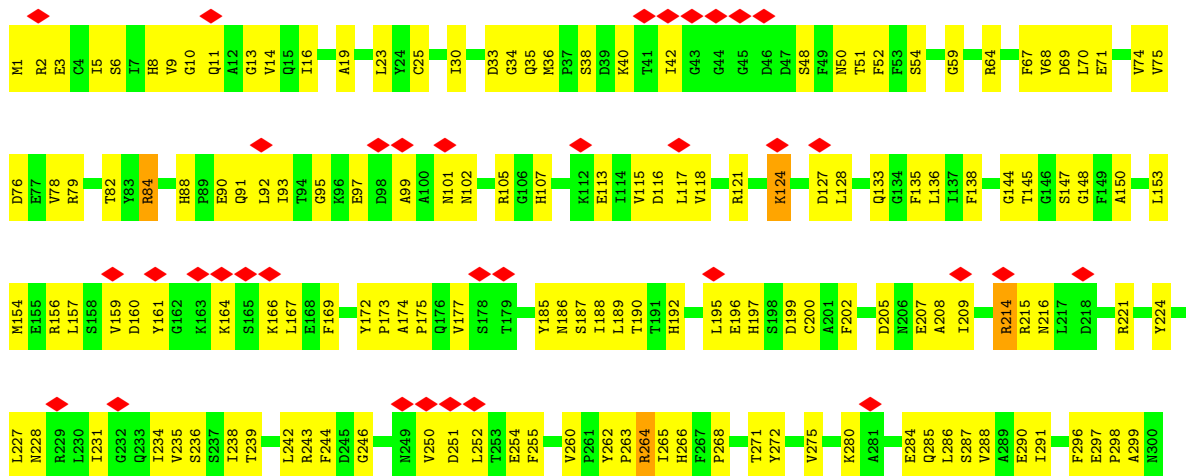 M1 R2 E3 C4 I5 S6 I7 H8 V9 G10 Q11 A12 G13 V14 Q15 I16 A19 L23 Y24 C25 I30 D33 G34 Q35 M36 P37 S38 D39 K40 T41 I42 G43 G44 G45 D46 D47 S48 F49 N50 T51 F52 F53 S54 G59 R64 F67 V68 D69 L70 E71 V74 V75
D76 E77 V78 R79 T82 Y83 R84 H88 P89 E90 Q91 L92 I93 T94 G95 K96 E97 D98 A99 A100 N101 N102 R105 G106 H107 K112 E113 I114 V115 D116 L117 V118 R121 K124 D127 L128 Q133 G134 F135 L136 I137 F138 G144 T145 G146 S147 G148 F149 A150 L153
M154 E155 R156 L157 S158 V159 D160 Y161 G162 K163 K164 S165 K166 L167 E168 F169 Y172 P173 A174 P175 Q176 V177 S178 T179 Y185 N186 S187 I188 L189 T190 T191 H192 L195 E196 H197 S198 D199 C200 A201 F202 D205 N206 E207 A208 I209 R214 R215 N216 L217 D218 R221 Y224
L227 N228 R229 L230 I231 G232 Q233 I234 V235 S236 S237 I238 T239 L242 R243 F244 D245 G246 N249 V250 D251 L252 T253 E254 F255 V260 P261 Y262 P263 R264 I265 H266 F267 P268 T271 Y272 V275 K280 A281 E284 Q285 L286 S287 V288 A289 E290 I291 F296 E297 P298 A299 N300